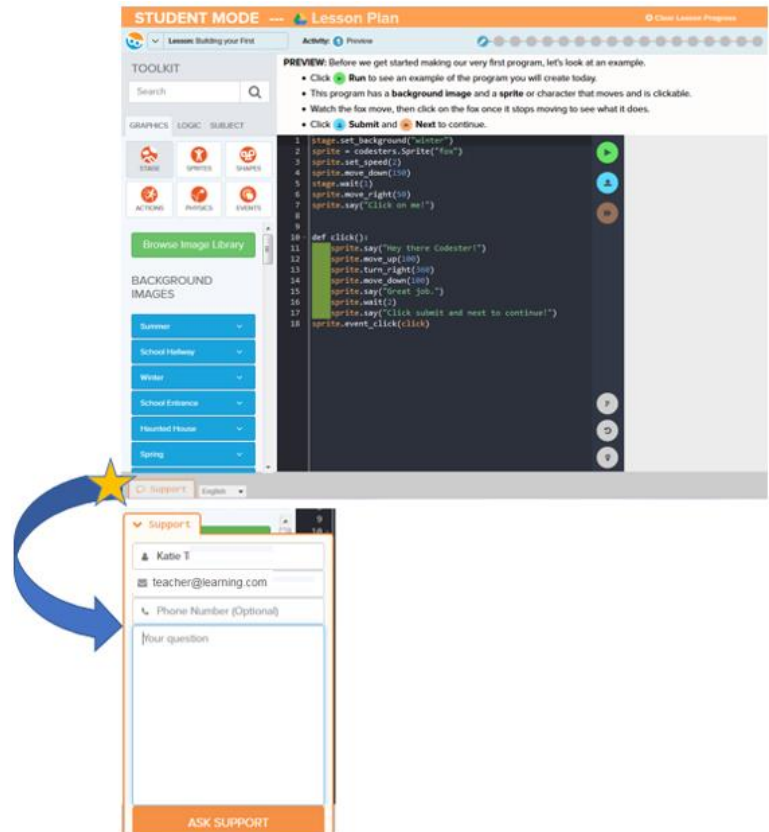 STUDENT MODE -- Lesson Plan
Clear Lesson Progress
Lesson: Building your First
Activity: 1 Preview
TOOLKIT
Search
GRAPHICS LOGIC SUBJECT
STAGE SPRITES SHAPES
ACTIONS PHYSICS EVENTS
Browse Image Library
BACKGROUND
IMAGES
Summer
School Hallway
Winter
School Entrance
Haunted House
Spring
PREVIEW: Before we get started making our very first program, let's look at an example.
• Click Run to see an example of the program you will create today.
• This program has a background image and a sprite or character that moves and is clickable.
• Watch the fox move, then click on the fox once it stops moving to see what it does.
• Click Submit and Next to continue.
1 stage.set_background("winter")
2 sprite = codesters.Sprite("fox")
3 sprite.set_speed(2)
4 sprite.move_down(150)
5 stage.wait(1)
6 sprite.move_right(50)
7 sprite.say("Click on me!")
8
9
10 def click():
11 sprite.say("Hey there Codester!")
12 sprite.move_up(100)
13 sprite.turn_right(360)
14 sprite.move_down(100)
15 sprite.say("Great job.")
16 sprite.wait(2)
17 sprite.say("Click submit and next to continue!")
18 sprite.event_click(click)
Support
English
Support
9
10
Katie T
teacher@learning.com
Phone Number (Optional)
Your question
ASK SUPPORT